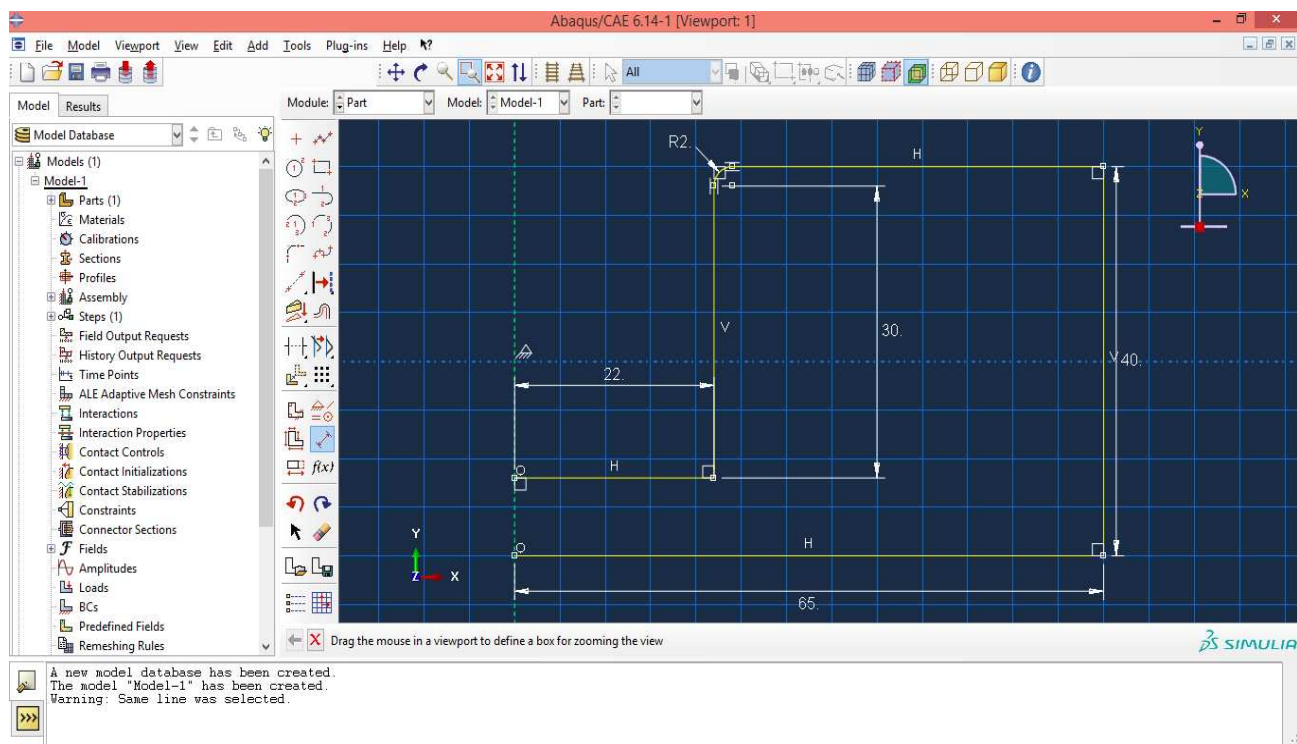 Abaqus/CAE 6.14-1 [Viewport: 1]
File Model Viewport View Edit Add Tools Plug-ins Help
All
Model Results
Module: Part Model: Model-1 Part:
Model Database
Models (1)
Model-1
Parts (1)
Materials
Calibrations
Sections
Profiles
Assembly
Steps (1)
Field Output Requests
History Output Requests
Time Points
ALE Adaptive Mesh Constraints
Interactions
Interaction Properties
Contact Controls
Contact Initializations
Contact Stabilizations
Constraints
Connector Sections
Fields
Amplitudes
Loads
BCs
Predefined Fields
Remeshing Rules
f(x)
R2.
H
Y
X
Z
V
30.
V 40.
22.
H
H
65.
Y
Z X
Drag the mouse in a viewport to define a box for zooming the view
SIMULIA
A new model database has been created.
The model "Model-1" has been created.
Warning: Same line was selected.
>>>